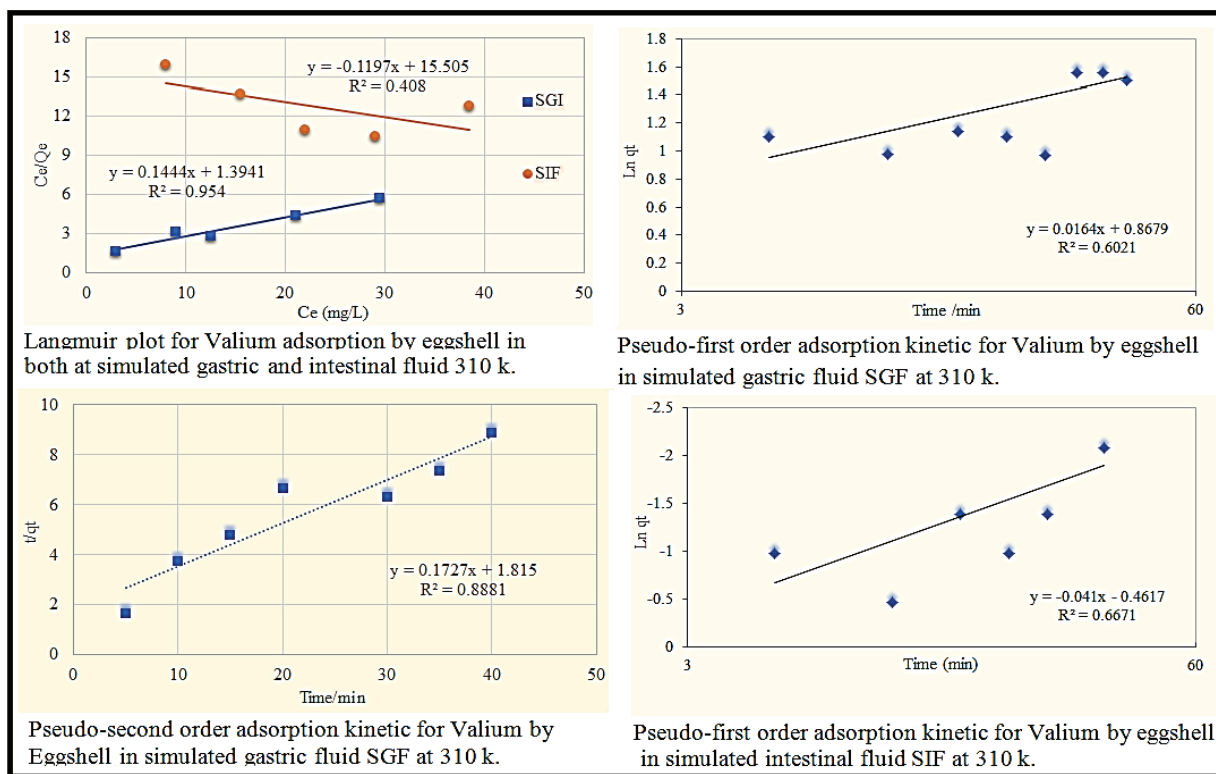 18
15
12
9
6
3
0
Ce/Qe
y = -0.1197x + 15.505
R² = 0.408
SGI
y = 0.1444x + 1.3941
R² = 0.954
SIF
0 10 20 30 40 50
Ce (mg/L)
Langmuir plot for Valium adsorption by eggshell in
both at simulated gastric and intestinal fluid 310 k.
1.8
1.6
1.4
1.2
1
0.8
0.6
0.4
0.2
0
Ln qt
y = 0.0164x + 0.8679
R² = 0.6021
3 60
Time /min
Pseudo-first order adsorption kinetic for Valium by eggshell
in simulated gastric fluid SGF at 310 k.
10
8
6
4
2
0
t/qt
y = 0.1727x + 1.815
R² = 0.8881
0 10 20 30 40 50
Time/min
Pseudo-second order adsorption kinetic for Valium by
Eggshell in simulated gastric fluid SGF at 310 k.
-2.5
-2
-1.5
-1
-0.5
0
Ln qt
y = -0.041x - 0.4617
R² = 0.6671
3 60
Time (min)
Pseudo-first order adsorption kinetic for Valium by eggshell
in simulated intestinal fluid SIF at 310 k.